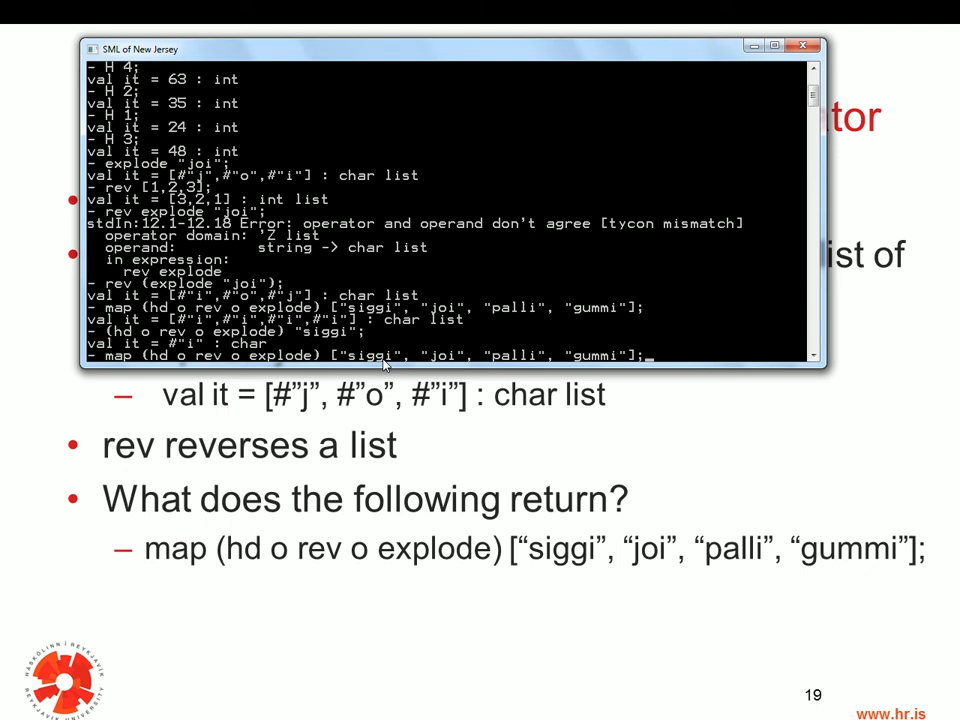 SML of New Jersey
- H 4;
val it = 63 : int
- H 2;
val it = 35 : int
- H 1;
val it = 24 : int
- H 3;
val it = 48 : int
- explode "joi";
val it = [#"j",#"o",#"i"] : char list
- rev [1,2,3];
val it = [3,2,1] : int list
- rev explode "joi";
stdIn:12.1-12.18 Error: operator and operand don't agree [tycon mismatch]
operator domain: 'Z list
operand: string -> char list
in expression:
rev explode
- rev (explode "joi");
val it = [#"i",#"o",#"j"] : char list
- map (hd o rev o explode) ["siggi", "joi", "palli", "gummi"];
val it = [#"i",#"i",#"i",#"i"] : char list
- (hd o rev o explode) "siggi";
val it = #"i" : char
- map (hd o rev o explode) ["siggi", "joi", "palli", "gummi"];
tor
ist of
– val it = [#”j”, #”o”, #”i”] : char list
• rev reverses a list
• What does the following return?
– map (hd o rev o explode) [“siggi”, “joi”, “palli”, “gummi”];
HÁSKÓLINN Í REYKJAVÍK
REYKJAVIK UNIVERSITY
19
www.hr.is